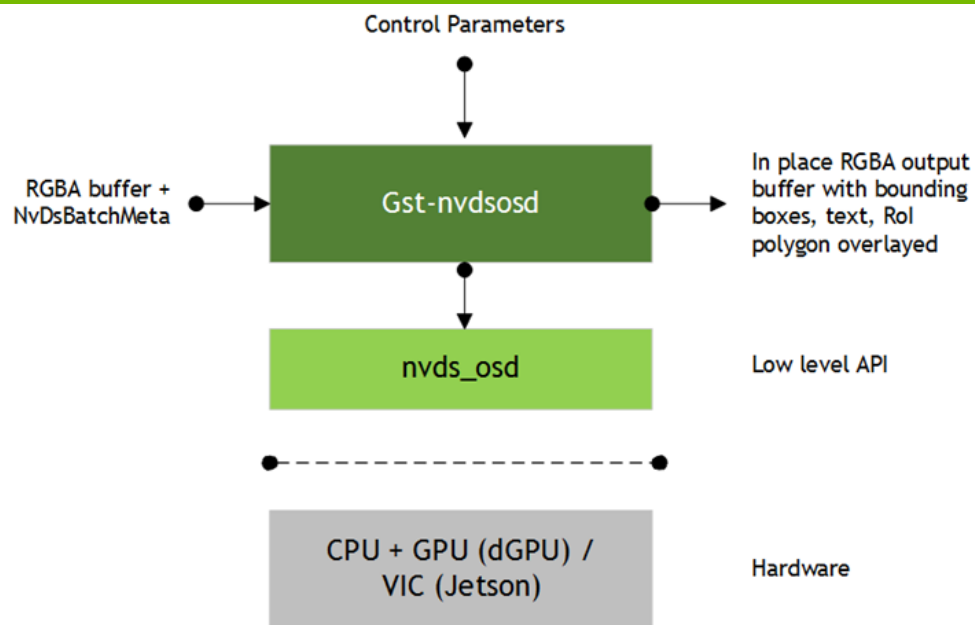 Control Parameters
RGBA buffer +
NvDsBatchMeta
Gst-nvdsosd
In place RGBA output
buffer with bounding
boxes, text, RoI
polygon overlayed
nvds_osd
Low level API
CPU + GPU (dGPU) /
VIC (Jetson)
Hardware